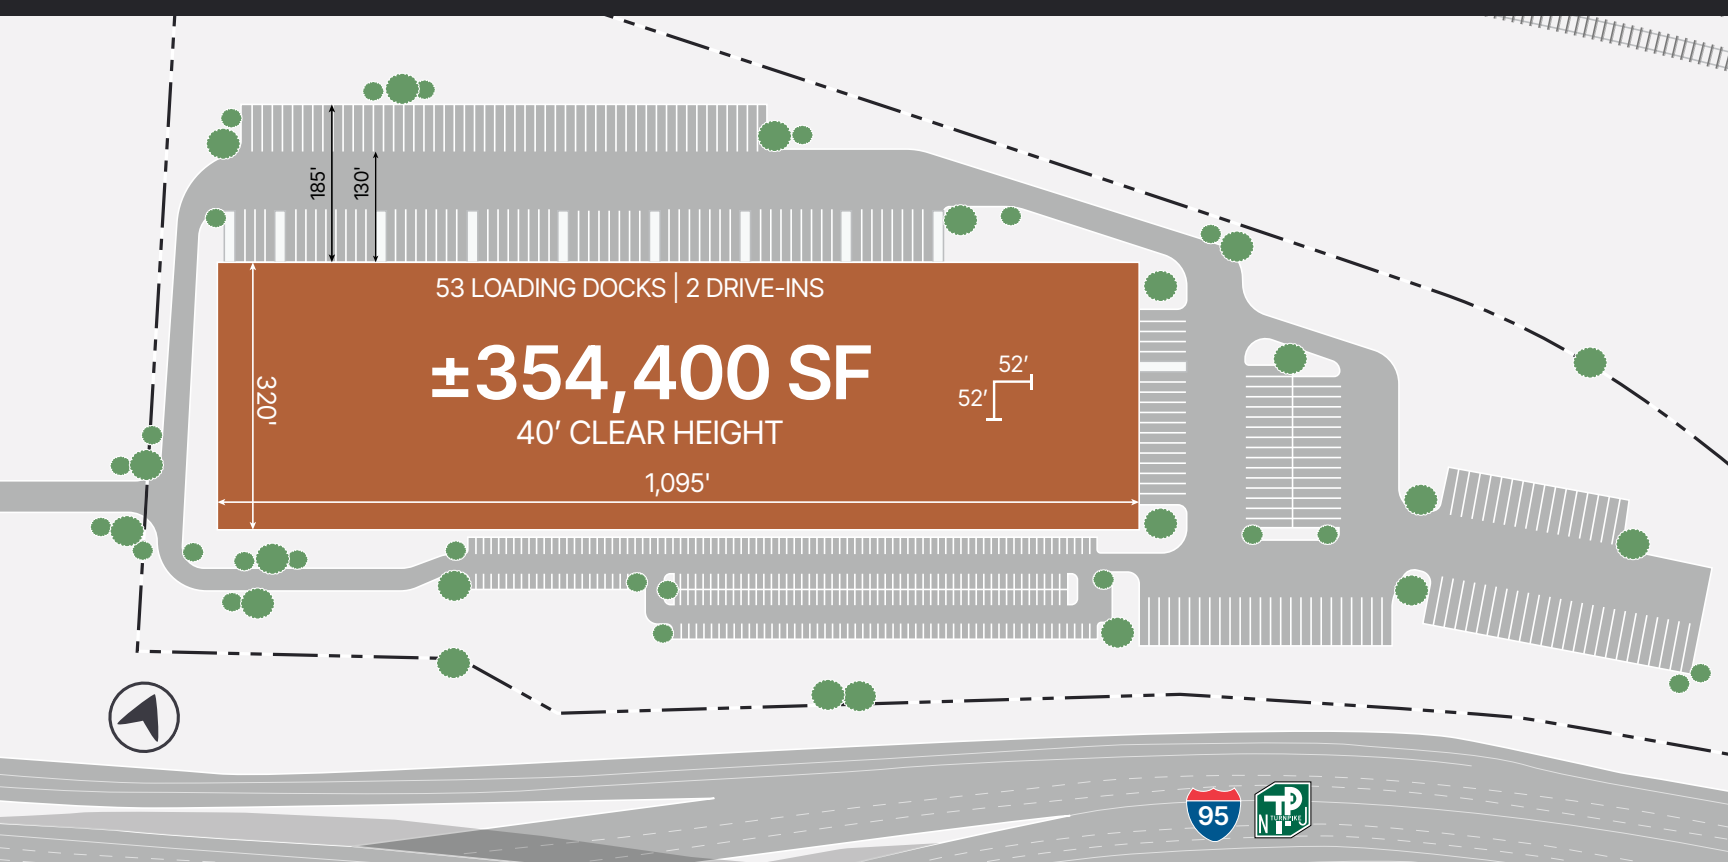 185'
130'
53 LOADING DOCKS | 2 DRIVE-INS
±354,400 SF
40' CLEAR HEIGHT
320'
52'
52'
1,095'
95
N TP J
TURNPIKE